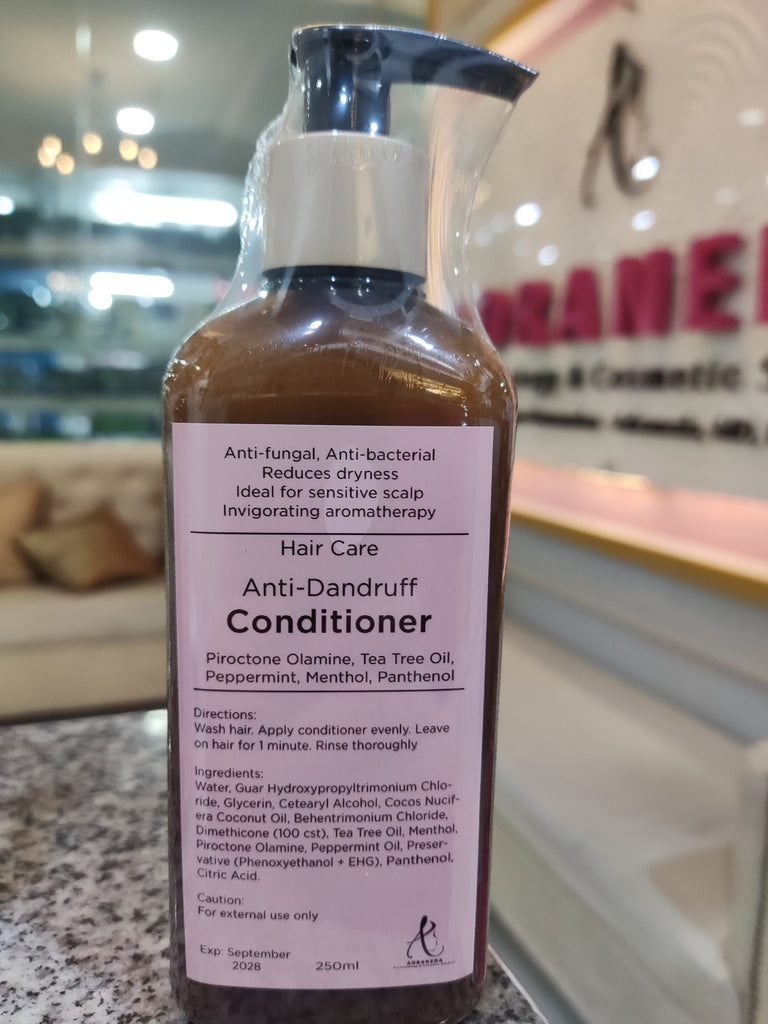 Anti-fungal, Anti-bacterial
Reduces dryness
Ideal for sensitive scalp
Invigorating aromatherapy
Hair Care
Anti-Dandruff
Conditioner
Piroctone Olamine, Tea Tree Oil,
Peppermint, Menthol, Panthenol
Directions:
Wash hair. Apply conditioner evenly. Leave
on hair for 1 minute. Rinse thoroughly
Ingredients:
Water, Guar Hydroxypropyltrimonium Chlo-
ride, Glycerin, Cetearyl Alcohol, Cocos Nucif-
era Coconut Oil, Behentrimonium Chloride,
Dimethicone (100 cst), Tea Tree Oil, Menthol,
Piroctone Olamine, Peppermint Oil, Preser-
vative (Phenoxyethanol + EHG), Panthenol,
Citric Acid.
Caution:
For external use only
Exp: September
2028
250ml
& Cosmetic